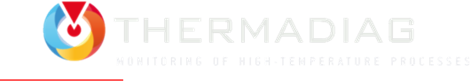 THERMADIAG
MONITORING OF HIGH-TEMPERATURE PROCESSES